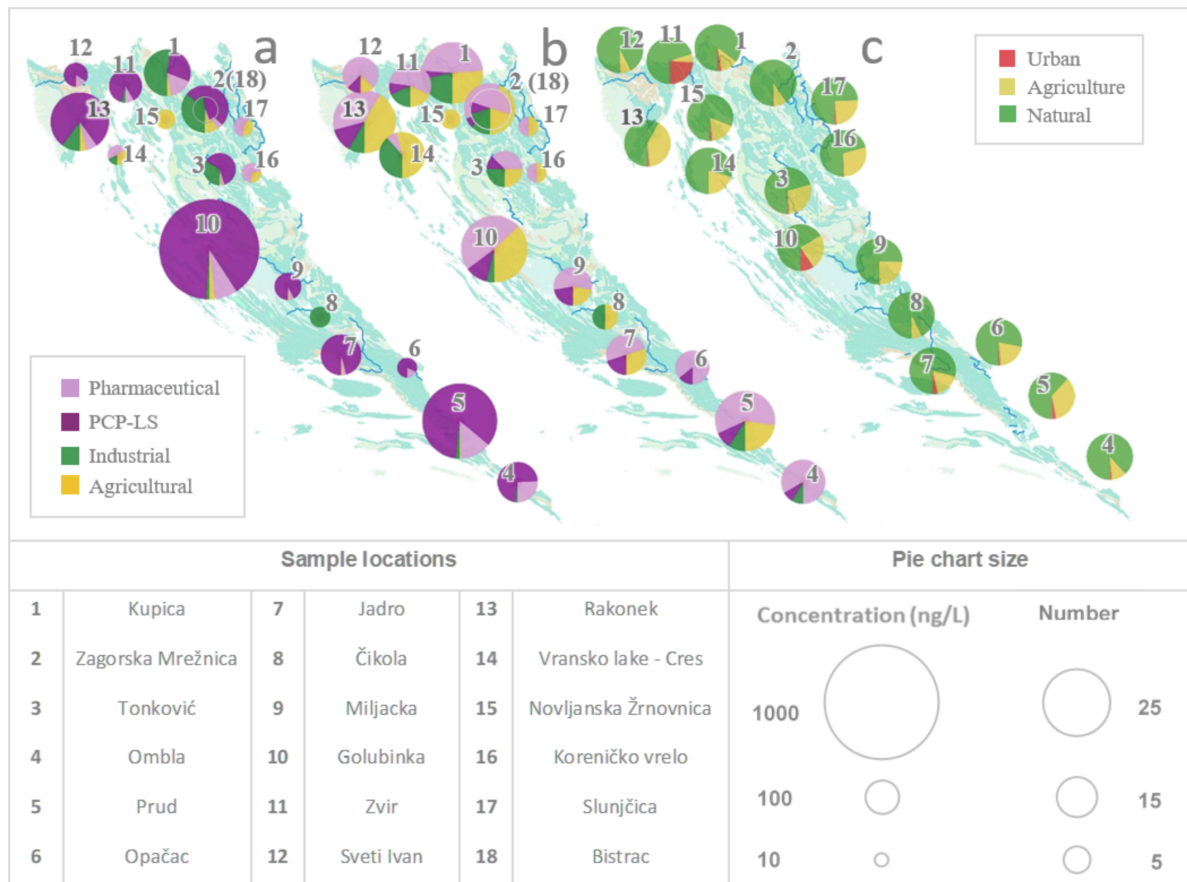 a
b
c
12
11
1
2(18)
13
15
17
14
3
16
10
9
8
7
6
5
4
12
11
1
2
(18)
13
15
17
14
3
16
10
9
8
7
6
5
4
12
11
1
2
17
15
13
16
14
3
10
9
8
6
7
5
4
Urban
Agriculture
Natural
Pharmaceutical
PCP-LS
Industrial
Agricultural
Sample locations
Pie chart size
1 Kupica 7 Jadro 13 Rakonek
2 Zagorska Mrežnica 8 Čikola 14 Vransko lake - Cres
3 Tonković 9 Miljacka 15 Novljanska Žrnovnica
4 Ombla 10 Golubinka 16 Koreničko vrelo
5 Prud 11 Zvir 17 Slunjčica
6 Opačac 12 Sveti Ivan 18 Bistrac
Concentration (ng/L) Number
1000 25
100 15
10 5